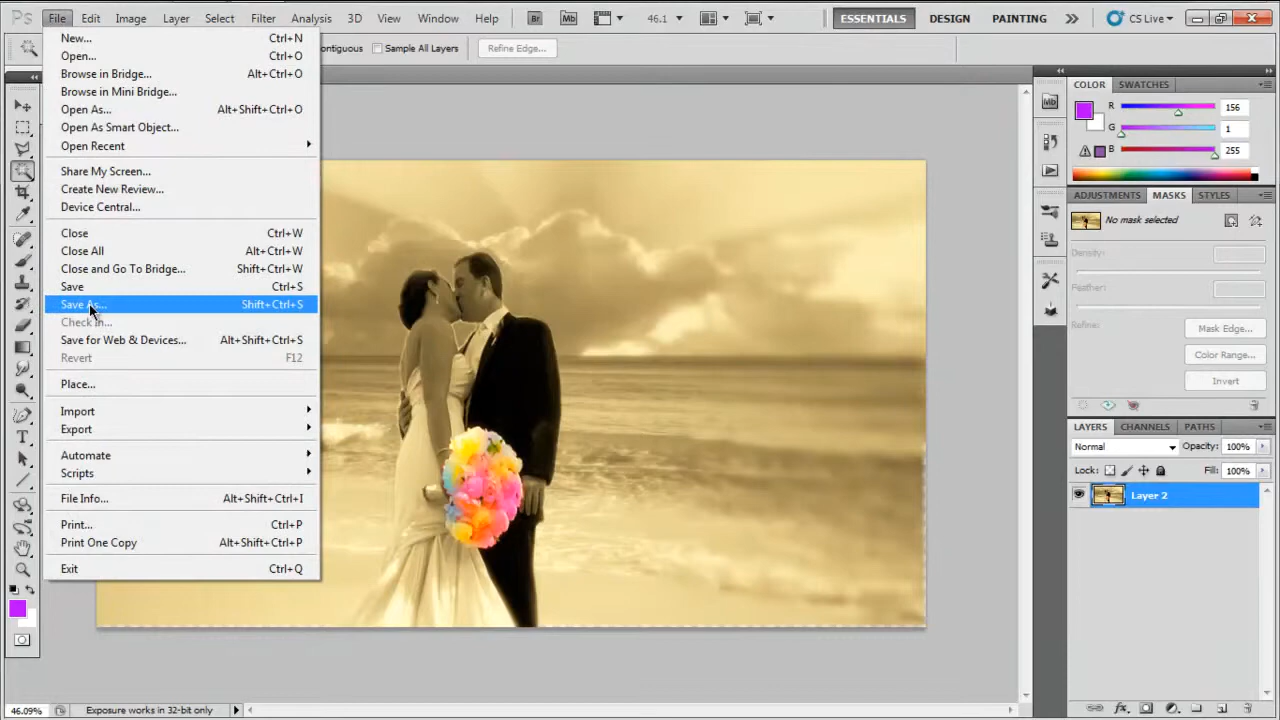 Ps File Edit Image Layer Select Filter Analysis 3D View Window Help Br Mb 46.1 ESSENTIALS DESIGN PAINTING CS Live
New... Ctrl+N
ntiguous Sample All Layers Refine Edge...
Open... Ctrl+O
Browse in Bridge... Alt+Ctrl+O
Browse in Mini Bridge...
Open As... Alt+Shift+Ctrl+O
Open As Smart Object...
Open Recent
Share My Screen...
Create New Review...
Device Central...
Close Ctrl+W
Close All Alt+Ctrl+W
Close and Go To Bridge... Shift+Ctrl+W
Save Ctrl+S
Save As... Shift+Ctrl+S
Check In...
Save for Web & Devices... Alt+Shift+Ctrl+S
Revert F12
Place...
Import
Export
Automate
Scripts
File Info... Alt+Shift+Ctrl+I
Print... Ctrl+P
Print One Copy Alt+Shift+Ctrl+P
Exit Ctrl+Q
Mb
COLOR SWATCHES
R 156
G 1
B 255
ADJUSTMENTS MASKS STYLES
No mask selected
Density:
Feather:
Refine: Mask Edge...
Color Range...
Invert
LAYERS CHANNELS PATHS
Normal Opacity: 100%
Lock: Fill: 100%
Layer 2
T
fx
46.09% Exposure works in 32-bit only